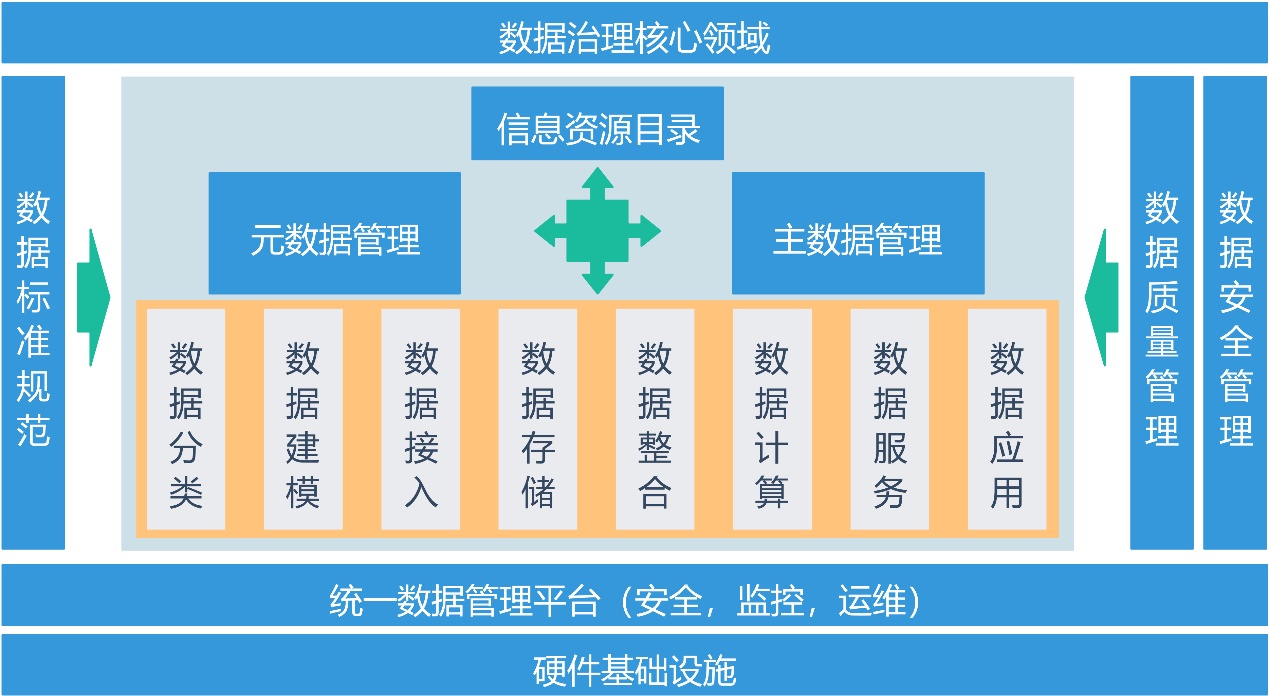 数据治理核心领域
信息资源目录
元数据管理
主数据管理
数据标准规范
数据分类
数据建模
数据接入
数据存储
数据整合
数据计算
数据服务
数据应用
数据质量管理
数据安全管理
统一数据管理平台（安全，监控，运维）
硬件基础设施